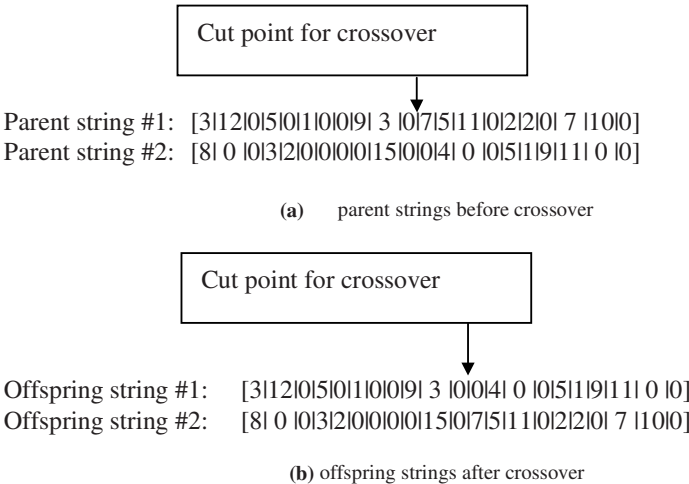 Cut point for crossover
Parent string #1: [3|12|0|5|0|1|0|0|9| 3 |0|7|5|11|0|2|2|0| 7 |10|0]
Parent string #2: [8| 0 |0|3|2|0|0|0|0|15|0|0|4| 0 |0|5|1|9|11| 0 |0]
(a) parent strings before crossover
Cut point for crossover
Offspring string #1: [3|12|0|5|0|1|0|0|9| 3 |0|0|4| 0 |0|5|1|9|11| 0 |0]
Offspring string #2: [8| 0 |0|3|2|0|0|0|0|15|0|7|5|11|0|2|2|0| 7 |10|0]
(b) offspring strings after crossover